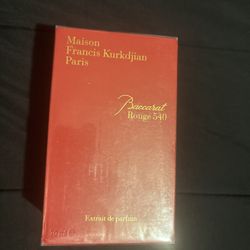 Maison
Francis Kurkdjian
Paris
Baccarat
Rouge 540
Extrait de parfum